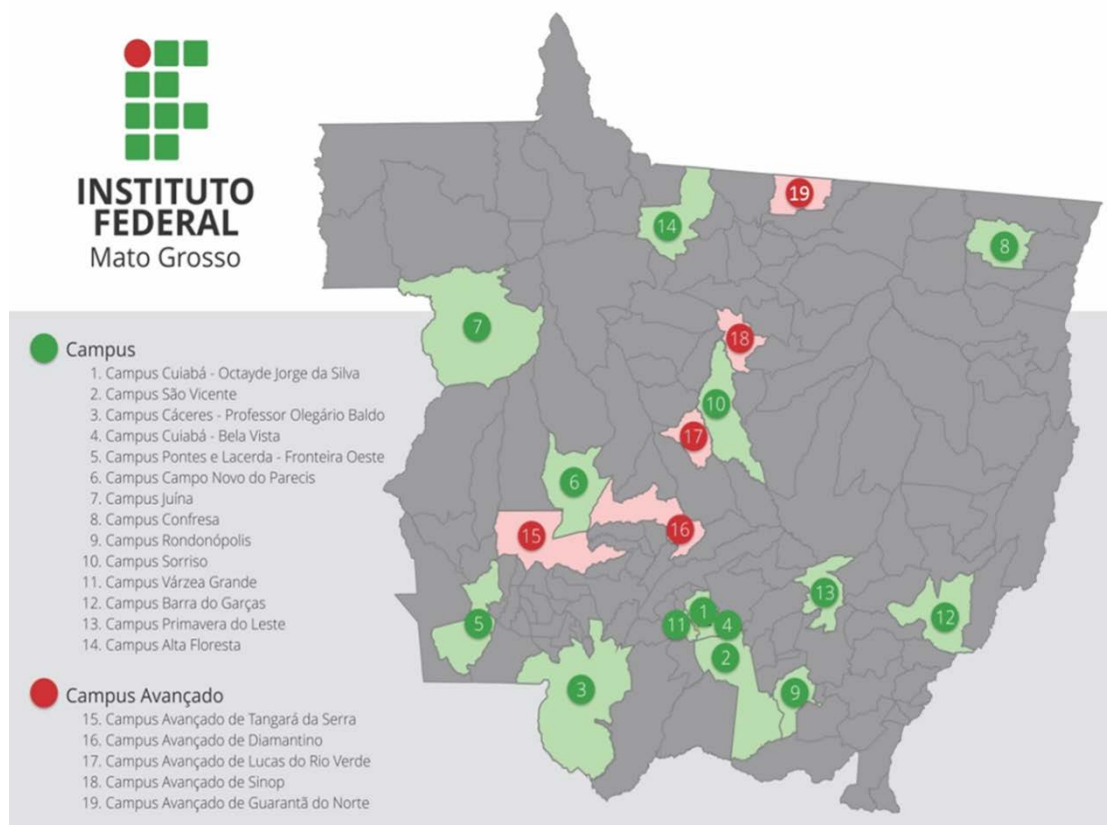 INSTITUTO
FEDERAL
Mato Grosso
Campus
1. Campus Cuiabá - Octayde Jorge da Silva
2. Campus São Vicente
3. Campus Cáceres - Professor Olegário Baldo
4. Campus Cuiabá - Bela Vista
5. Campus Pontes e Lacerda - Fronteira Oeste
6. Campus Campo Novo do Parecis
7. Campus Juína
8. Campus Confresa
9. Campus Rondonópolis
10. Campus Sorriso
11. Campus Várzea Grande
12. Campus Barra do Garças
13. Campus Primavera do Leste
14. Campus Alta Floresta
Campus Avançado
15. Campus Avançado de Tangará da Serra
16. Campus Avançado de Diamantino
17. Campus Avançado de Lucas do Rio Verde
18. Campus Avançado de Sinop
19. Campus Avançado de Guarantã do Norte
19
14
8
7
18
10
17
6
16
15
13
1
12
5
11
4
2
3
9